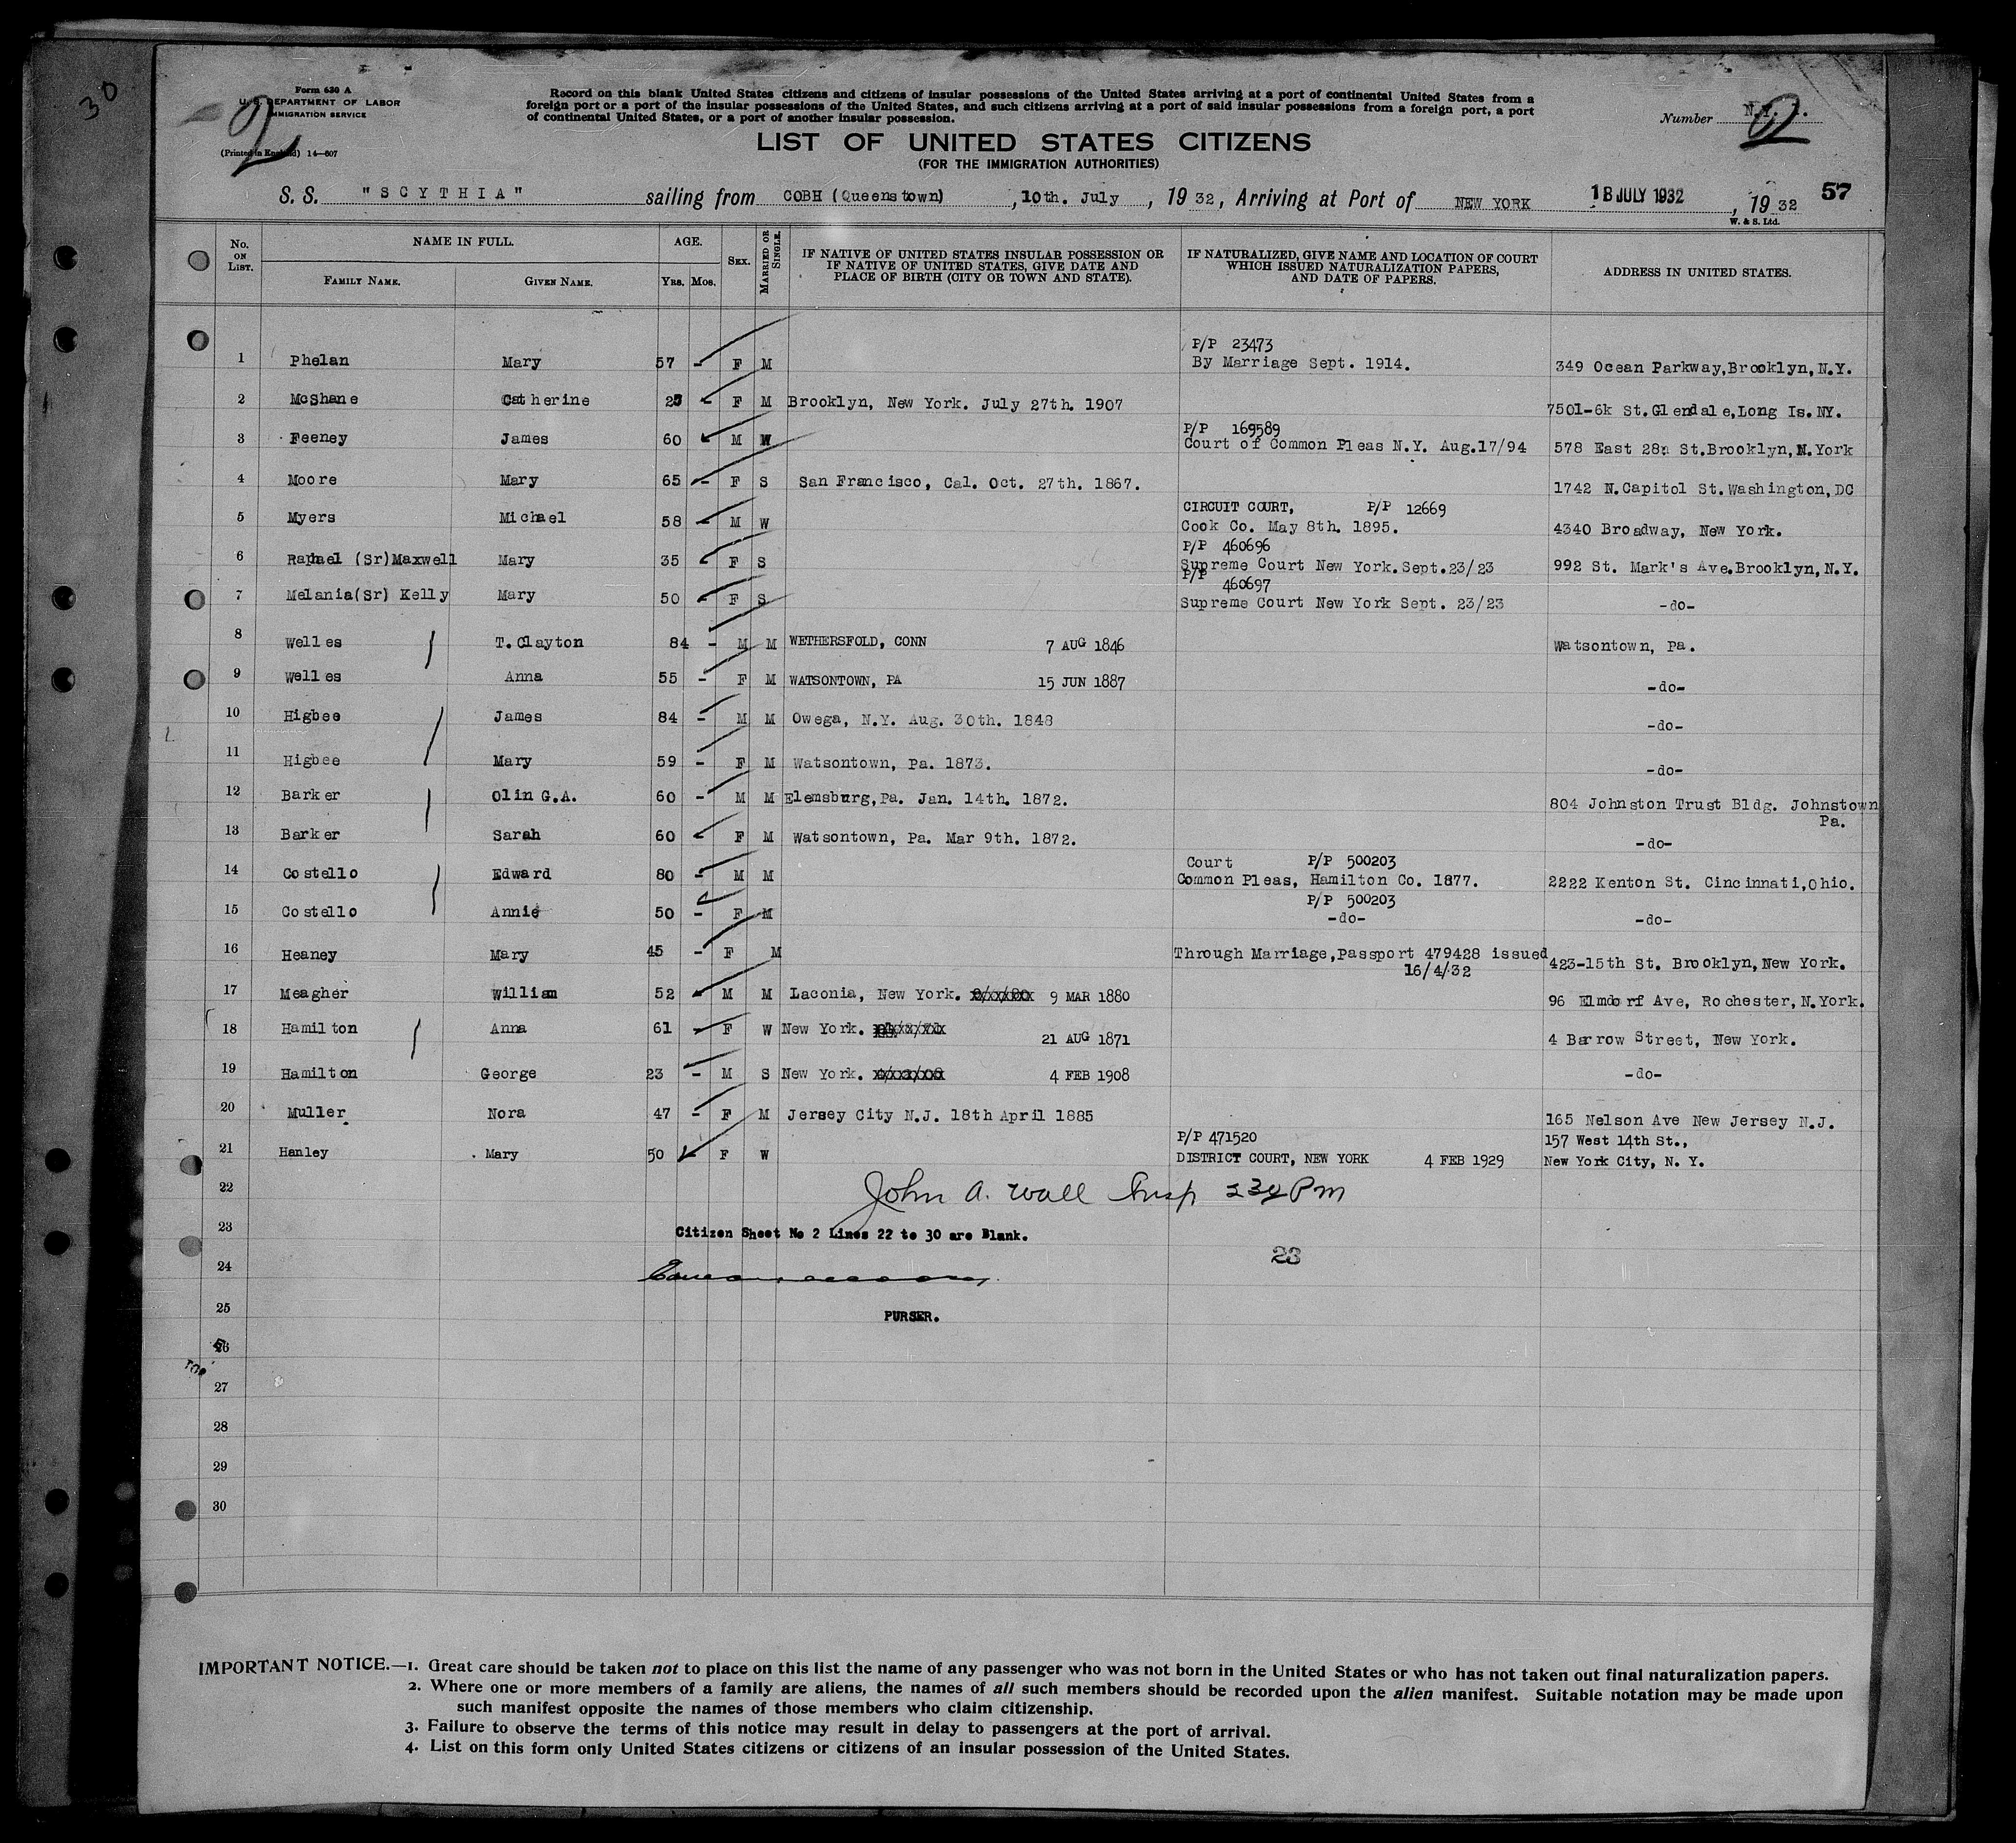 30
Form 630 A
U. S. DEPARTMENT OF LABOR
IMMIGRATION SERVICE
(Printed in England) 14—607
2
Record on this blank United States citizens and citizens of insular possessions of the United States arriving at a port of continental United States from a
foreign port or a port of the insular possessions of the United States, and such citizens arriving at a port of said insular possessions from a foreign port, a port
of continental United States, or a port of another insular possession.
LIST OF UNITED STATES CITIZENS
(FOR THE IMMIGRATION AUTHORITIES)
Number 2
S. S. "SCYTHIA" sailing from COBH (Queenstown) , 10th. July , 19 32, Arriving at Port of NEW YORK 18 JULY 1932 , 19 32 57
W. & S. Ltd.
No. ON LIST. NAME IN FULL. FAMILY NAME. GIVEN NAME. AGE. YRS. MOS. SEX. MARRIED OR SINGLE. IF NATIVE OF UNITED STATES INSULAR POSSESSION OR IF NATIVE OF UNITED STATES, GIVE DATE AND PLACE OF BIRTH (CITY OR TOWN AND STATE). IF NATURALIZED, GIVE NAME AND LOCATION OF COURT WHICH ISSUED NATURALIZATION PAPERS, AND DATE OF PAPERS. ADDRESS IN UNITED STATES.
P/P 23473
1 Phelan Mary 57 - F M By Marriage Sept. 1914. 349 Ocean Parkway,Brooklyn,N.Y.
2 McShane Catherine 25 - F M Brooklyn, New York. July 27th. 1907 7501-6k St.Glendale,Long Is.NY.
P/P 169589
3 Feeney James 60 M W Court of Common Pleas N.Y. Aug.17/94 578 East 28n St.Brooklyn,N.York
4 Moore Mary 65 - F S San Francisco, Cal. Oct. 27th. 1867. 1742 N.Capitol St.Washington,DC
CIRCUIT COURT, P/P 12669
5 Myers Michael 58 - M W Cook Co. May 8th. 1895. 4340 Broadway, New York.
P/P 460696
6 Raphael (Sr)Maxwell Mary 35 - F S Supreme Court New York.Sept.23/23 992 St. Mark's Ave.Brooklyn,N.Y.
P/P 460697
7 Melania(Sr) Kelly Mary 50 - F S Supreme Court New York Sept. 23/23 -do-
8 Welles T.Clayton 84 - M M WETHERSFOLD, CONN 7 AUG 1846 Watsontown, Pa.
9 Welles Anna 55 - F M WATSONTOWN, PA 15 JUN 1887 -do-
10 Higbee James 84 - M M Owega, N.Y. Aug. 30th. 1848 -do-
11 Higbee Mary 59 - F M Watsontown, Pa. 1873. -do-
12 Barker Olin G.A. 60 - M M Elemsburg,Pa. Jan. 14th. 1872. 804 Johnston Trust Bldg. Johnstown
Pa.
13 Barker Sarah 60 - F M Watsontown, Pa. Mar 9th. 1872. -do-
Court P/P 500203
14 Costello Edward 80 - M M Common Pleas, Hamilton Co. 1877. 2222 Kenton St. Cincinnati,Ohio.
P/P 500203
15 Costello Annie 50 - F M -do- -do-
16 Heaney Mary 45 - F M Through Marriage,Passport 479428 issued 423-15th St. Brooklyn,New York.
16/4/32
17 Meagher William 52 - M M Laconia, New York. 9 MAR 1880 96 Elmdorf Ave, Rochester,N.York.
18 Hamilton Anna 61 - F W New York. 21 AUG 1871 4 Barrow Street, New York.
19 Hamilton George 23 - M S New York. 4 FEB 1908 -do-
20 Muller Nora 47 - F M Jersey City N.J. 18th April 1885 165 Nelson Ave New Jersey N.J.
P/P 471520 157 West 14th St.,
21 Hanley Mary 50 - F W DISTRICT COURT, NEW YORK 4 FEB 1929 New York City, N. Y.
22 John A. Wall Insp 230 PM
23 Citizen Sheet No 2 Lines 22 to 30 are Blank.
23
24
25 PURSER.
26
27
28
29
30
IMPORTANT NOTICE.—1. Great care should be taken not to place on this list the name of any passenger who was not born in the United States or who has not taken out final naturalization papers.
2. Where one or more members of a family are aliens, the names of all such members should be recorded upon the alien manifest. Suitable notation may be made upon
such manifest opposite the names of those members who claim citizenship.
3. Failure to observe the terms of this notice may result in delay to passengers at the port of arrival.
4. List on this form only United States citizens or citizens of an insular possession of the United States.